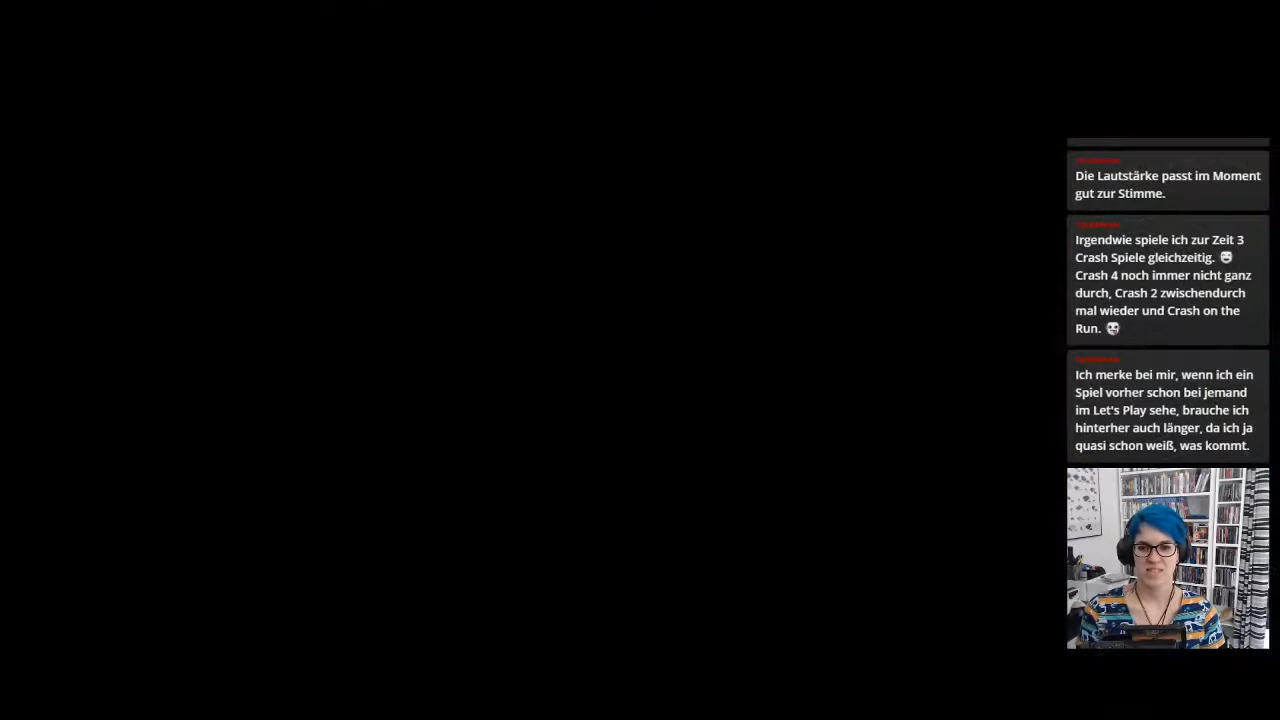 Die Lautstärke passt im Moment
gut zur Stimme.
Irgendwie spiele ich zur Zeit 3
Crash Spiele gleichzeitig.
Crash 4 noch immer nicht ganz
durch, Crash 2 zwischendurch
mal wieder und Crash on the
Run.
Ich merke bei mir, wenn ich ein
Spiel vorher schon bei jemand
im Let's Play sehe, brauche ich
hinterher auch länger, da ich ja
quasi schon weiß, was kommt.